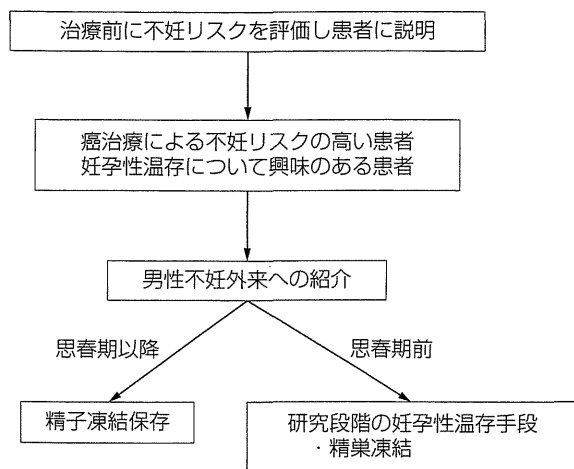 治療前に不妊リスクを評価し患者に説明
癌治療による不妊リスクの高い患者
妊孕性温存について興味のある患者
男性不妊外来への紹介
思春期以降
思春期前
精子凍結保存
研究段階の妊孕性温存手段
・精巣凍結